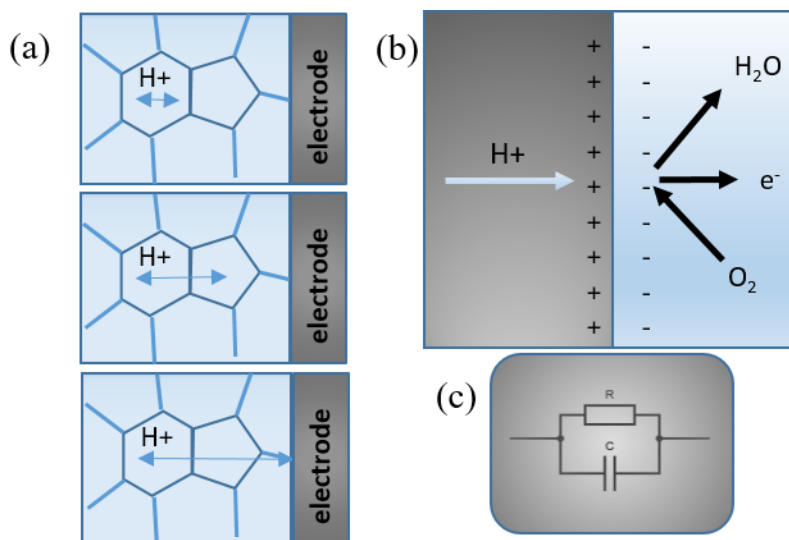 (a)
H+
electrode
H+
electrode
H+
electrode
(b)
+ -
+ -
+ -
+ -
+ -
+ -
+ -
+ -
+ -
H+
H₂O
e⁻
O₂
(c)
R
C